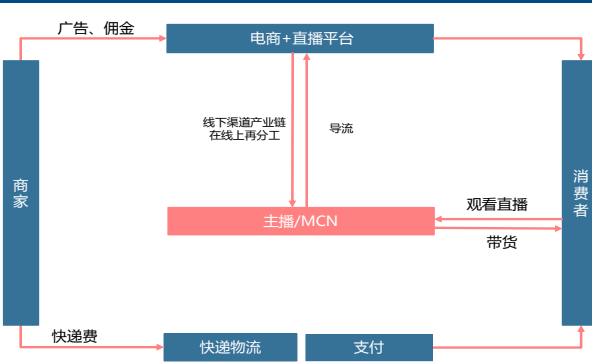 广告、佣金
电商+直播平台
线下渠道产业链
在线上再分工
导流
商家
消费者
观看直播
主播/MCN
带货
快递费
快递物流
支付